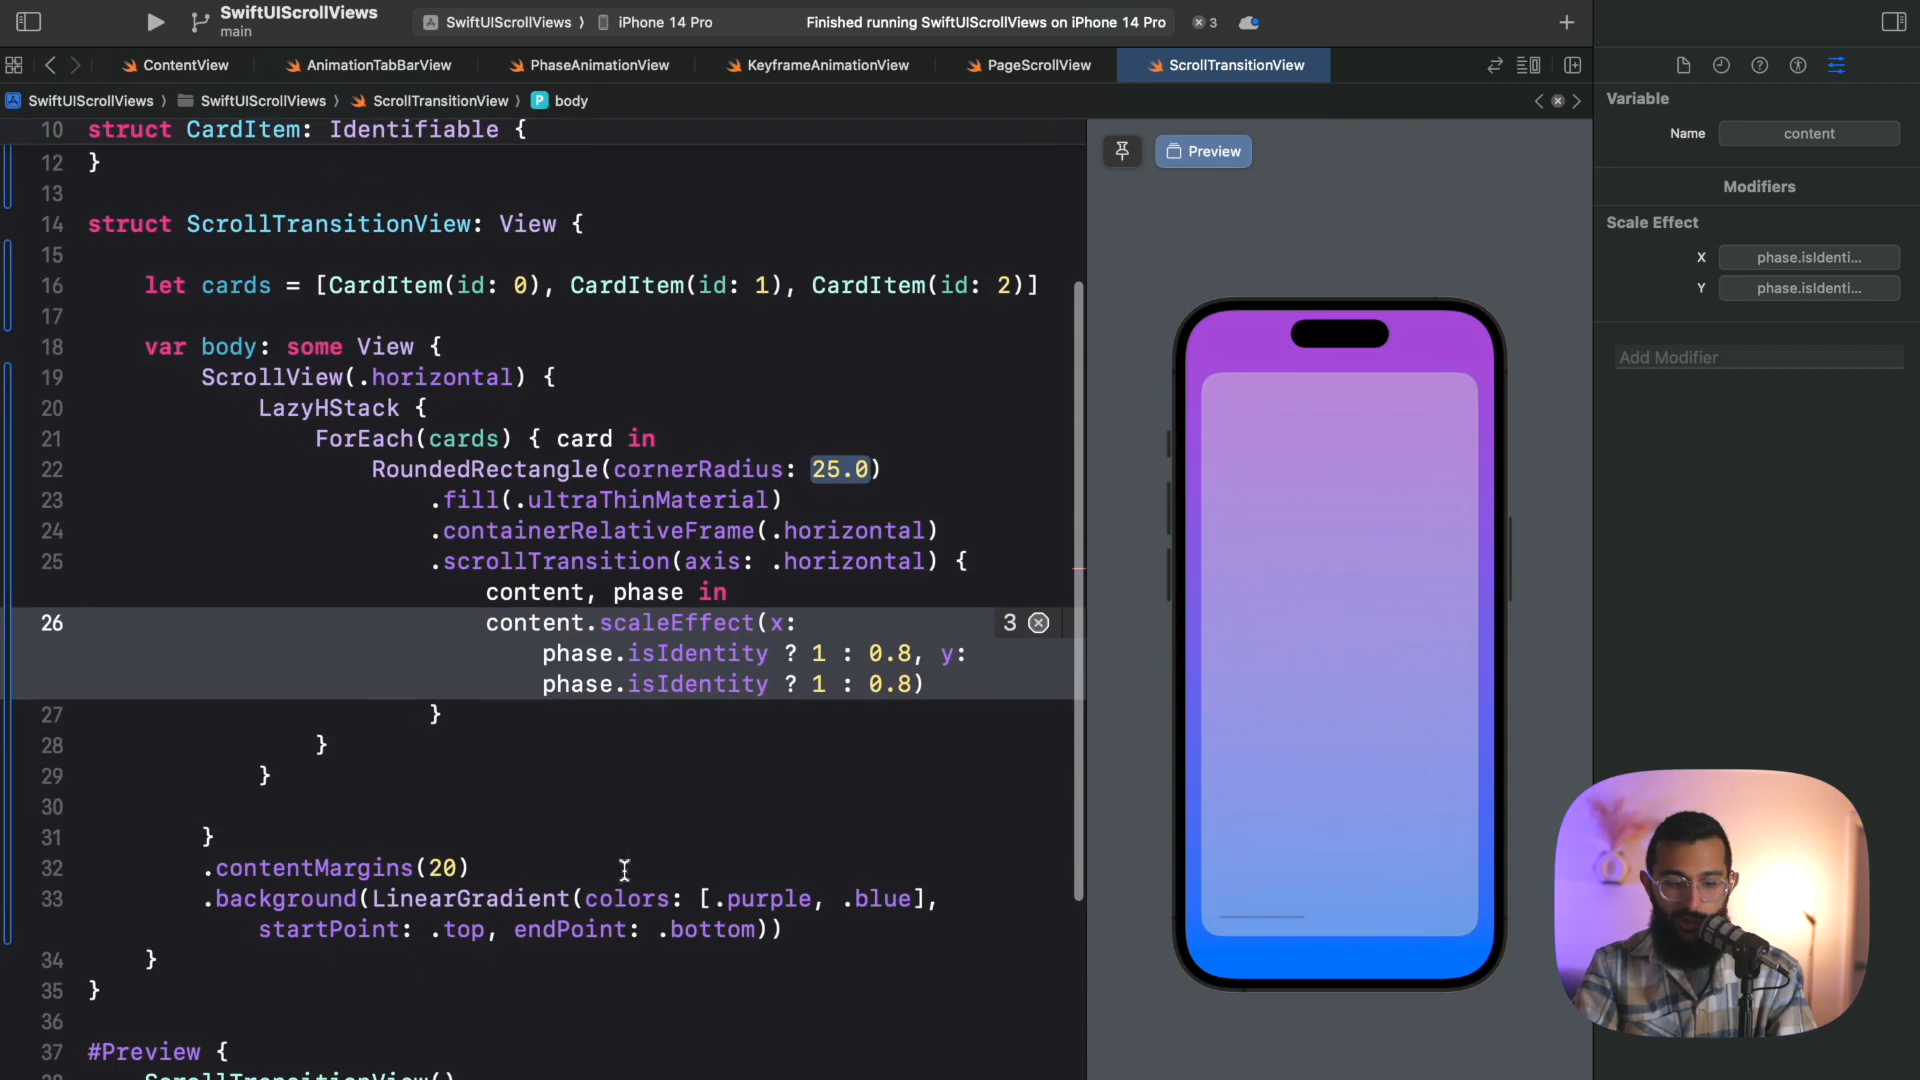 SwiftUIScrollViews
main
SwiftUIScrollViews 〉 iPhone 14 Pro
Finished running SwiftUIScrollViews on iPhone 14 Pro
3
ContentView
AnimationTabBarView
PhaseAnimationView
KeyframeAnimationView
PageScrollView
ScrollTransitionView
SwiftUIScrollViews 〉 SwiftUIScrollViews 〉 ScrollTransitionView 〉 P body
10 struct CardItem: Identifiable {
12 }
13
14 struct ScrollTransitionView: View {
15
16 let cards = [CardItem(id: 0), CardItem(id: 1), CardItem(id: 2)]
17
18 var body: some View {
19 ScrollView(.horizontal) {
20 LazyHStack {
21 ForEach(cards) { card in
22 RoundedRectangle(cornerRadius: 25.0)
23 .fill(.ultraThinMaterial)
24 .containerRelativeFrame(.horizontal)
25 .scrollTransition(axis: .horizontal) {
content, phase in
26 content.scaleEffect(x: 3
phase.isIdentity ? 1 : 0.8, y:
phase.isIdentity ? 1 : 0.8)
27 }
28 }
29 }
30
31 }
32 .contentMargins(20)
33 .background(LinearGradient(colors: [.purple, .blue],
startPoint: .top, endPoint: .bottom))
34 }
35 }
36
37 #Preview {
38 ScrollTransitionView()
Preview
Variable
Name content
Modifiers
Scale Effect
X phase.isIdenti...
Y phase.isIdenti...
Add Modifier